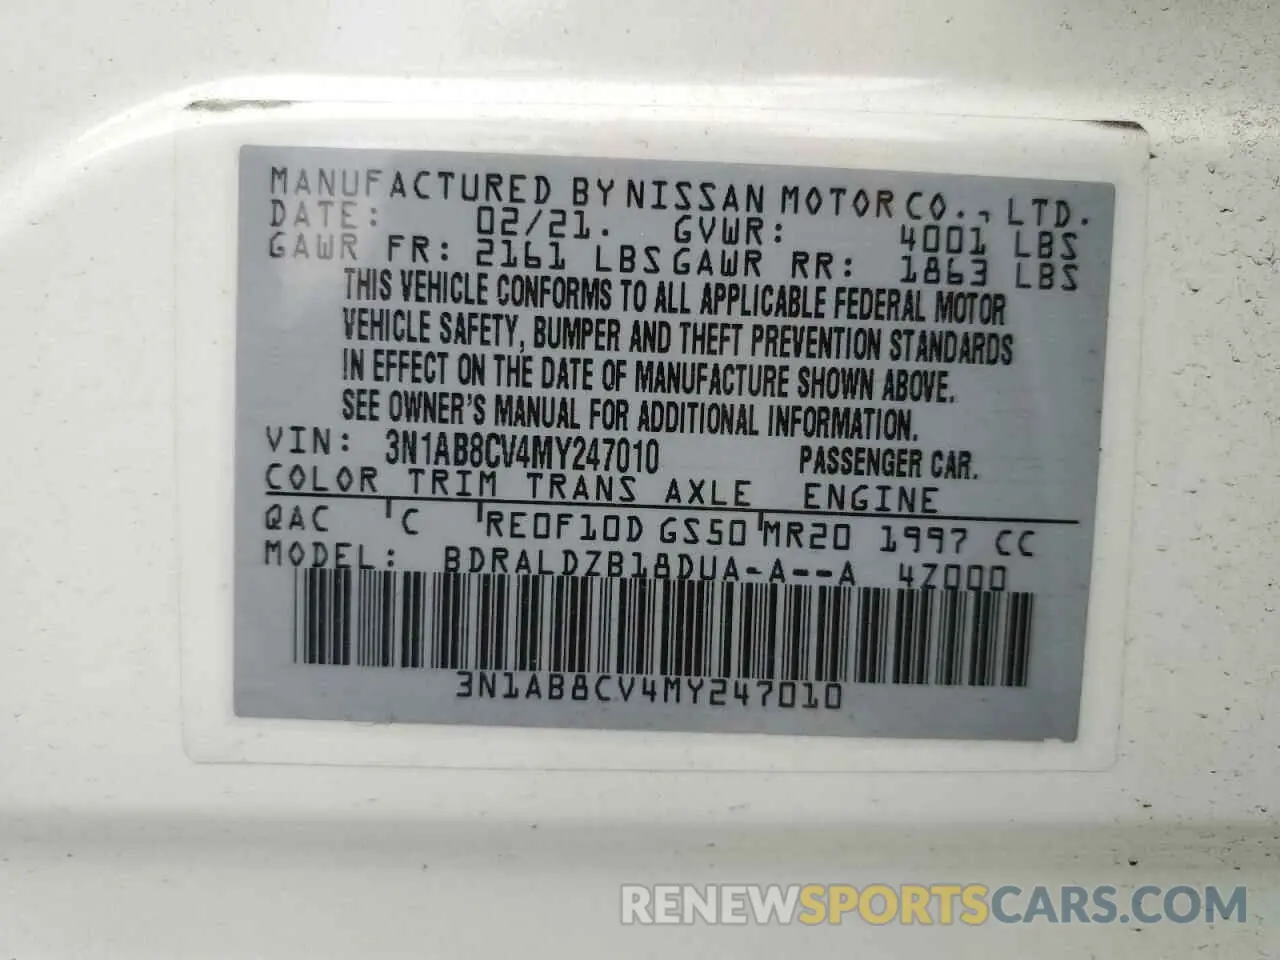 MANUFACTURED BY NISSAN MOTOR CO., LTD.
DATE: 02/21. GVWR: 4001 LBS
GAWR FR: 2161 LBS GAWR RR: 1863 LBS
THIS VEHICLE CONFORMS TO ALL APPLICABLE FEDERAL MOTOR
VEHICLE SAFETY, BUMPER AND THEFT PREVENTION STANDARDS
IN EFFECT ON THE DATE OF MANUFACTURE SHOWN ABOVE.
SEE OWNER'S MANUAL FOR ADDITIONAL INFORMATION.
VIN: 3N1AB8CV4MY247010 PASSENGER CAR.
COLOR TRIM TRANS AXLE ENGINE
QAC C RE0F10D GS50 MR20 1997 CC
MODEL: BDRALDZB18DUA-A--A 4Z000
3N1AB8CV4MY247010
RENEWSPORTSCARS.COM